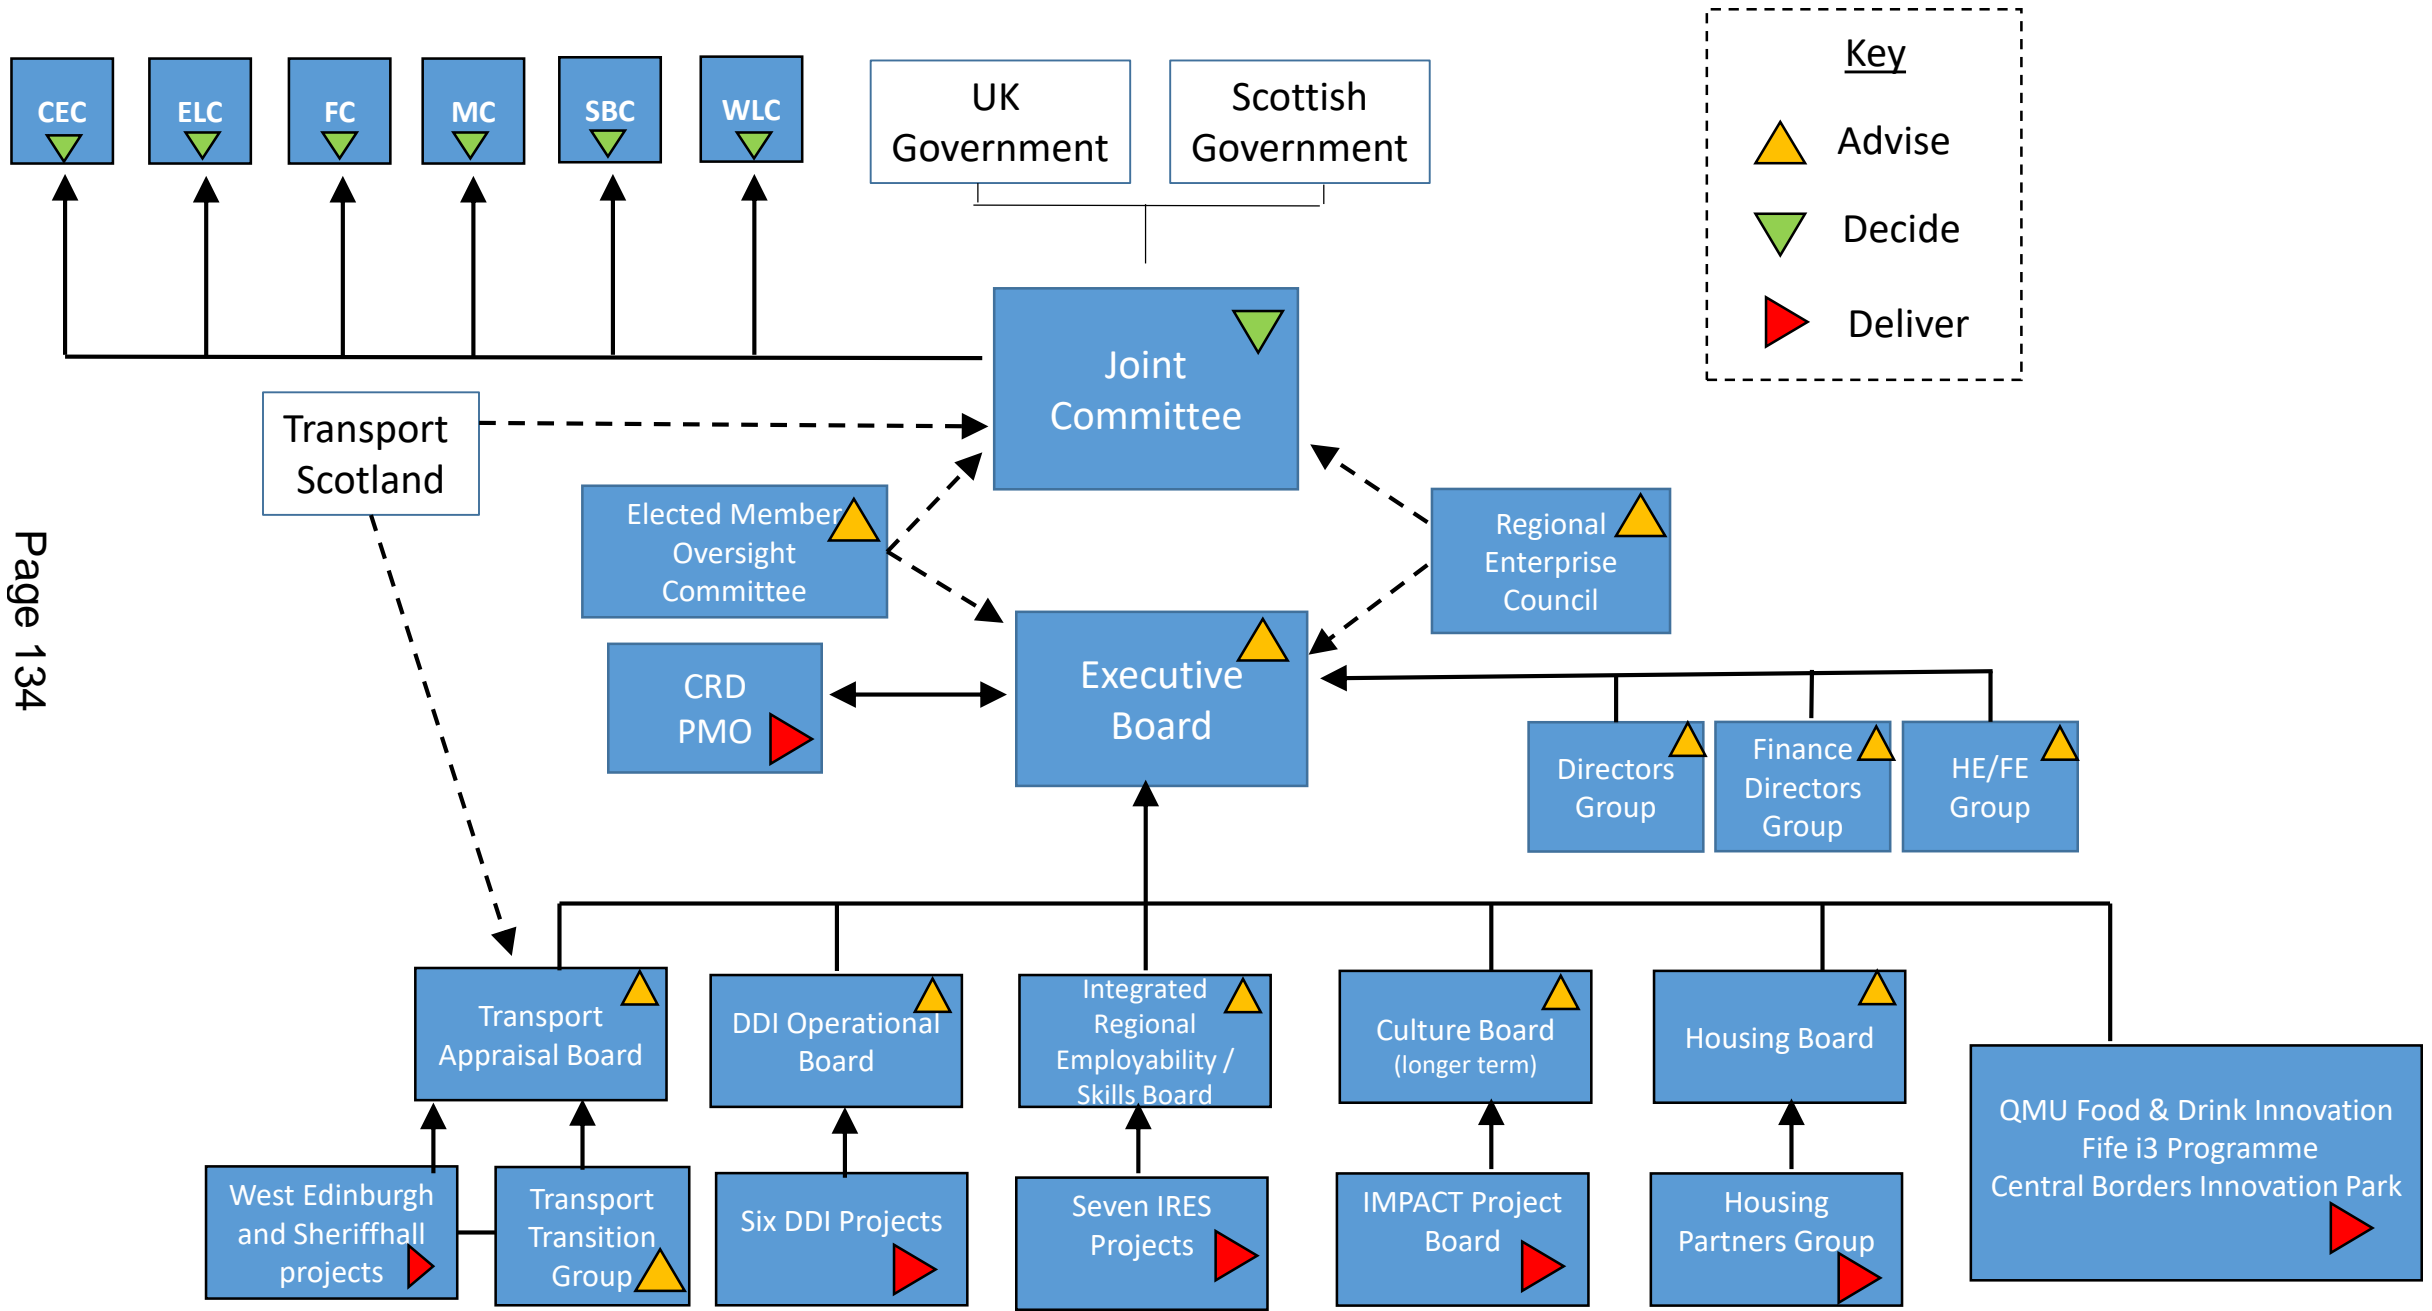 CEC
ELC
FC
MC
SBC
WLC
UK
Government
Scottish
Government
Key
Advise
Decide
Deliver
Joint
Committee
Transport
Scotland
Elected Member
Oversight
Committee
Regional
Enterprise
Council
CRD
PMO
Executive
Board
Directors
Group
Finance
Directors
Group
HE/FE
Group
Page 134
Transport
Appraisal Board
DDI Operational
Board
Integrated
Regional
Employability /
Skills Board
Culture Board
(longer term)
Housing Board
QMU Food & Drink Innovation
Fife i3 Programme
Central Borders Innovation Park
West Edinburgh
and Sheriffhall
projects
Transport
Transition
Group
Six DDI Projects
Seven IRES
Projects
IMPACT Project
Board
Housing
Partners Group